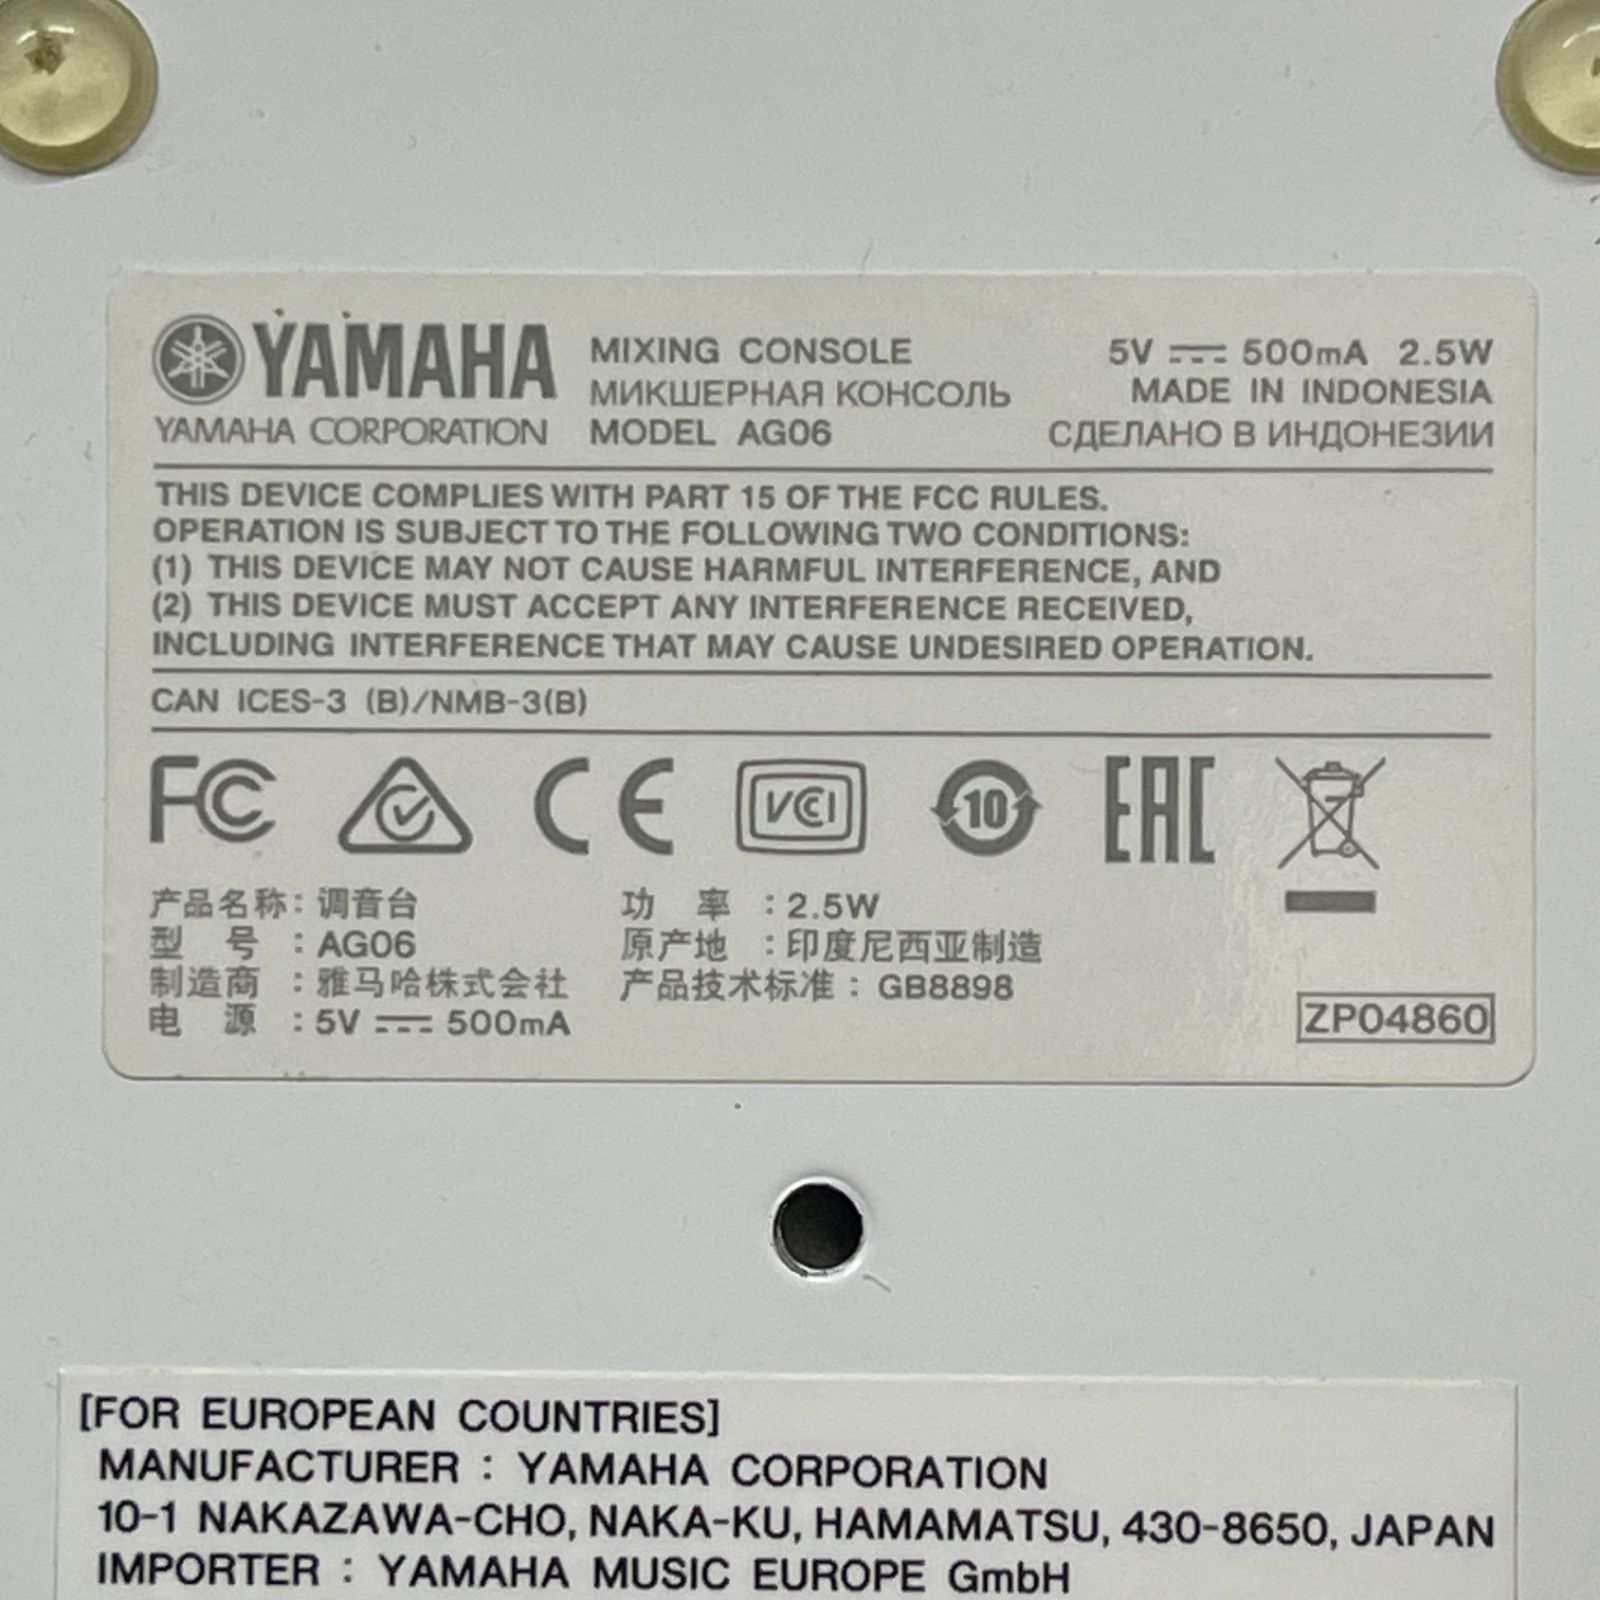 YAMAHA
YAMAHA CORPORATION
MIXING CONSOLE
МИКШЕРНАЯ КОНСОЛЬ
MODEL AG06
5V ⎓ 500mA 2.5W
MADE IN INDONESIA
СДЕЛАНО В ИНДОНЕЗИИ
THIS DEVICE COMPLIES WITH PART 15 OF THE FCC RULES.
OPERATION IS SUBJECT TO THE FOLLOWING TWO CONDITIONS:
(1) THIS DEVICE MAY NOT CAUSE HARMFUL INTERFERENCE, AND
(2) THIS DEVICE MUST ACCEPT ANY INTERFERENCE RECEIVED,
INCLUDING INTERFERENCE THAT MAY CAUSE UNDESIRED OPERATION.
CAN ICES-3 (B)/NMB-3(B)
FC CE VCI 10 EAC
产品名称：调音台
型 号：AG06
制造商：雅马哈株式会社
电 源：5V ⎓ 500mA
功 率：2.5W
原产地：印度尼西亚制造
产品技术标准：GB8898
ZP04860
[FOR EUROPEAN COUNTRIES]
MANUFACTURER : YAMAHA CORPORATION
10-1 NAKAZAWA-CHO, NAKA-KU, HAMAMATSU, 430-8650, JAPAN
IMPORTER : YAMAHA MUSIC EUROPE GmbH